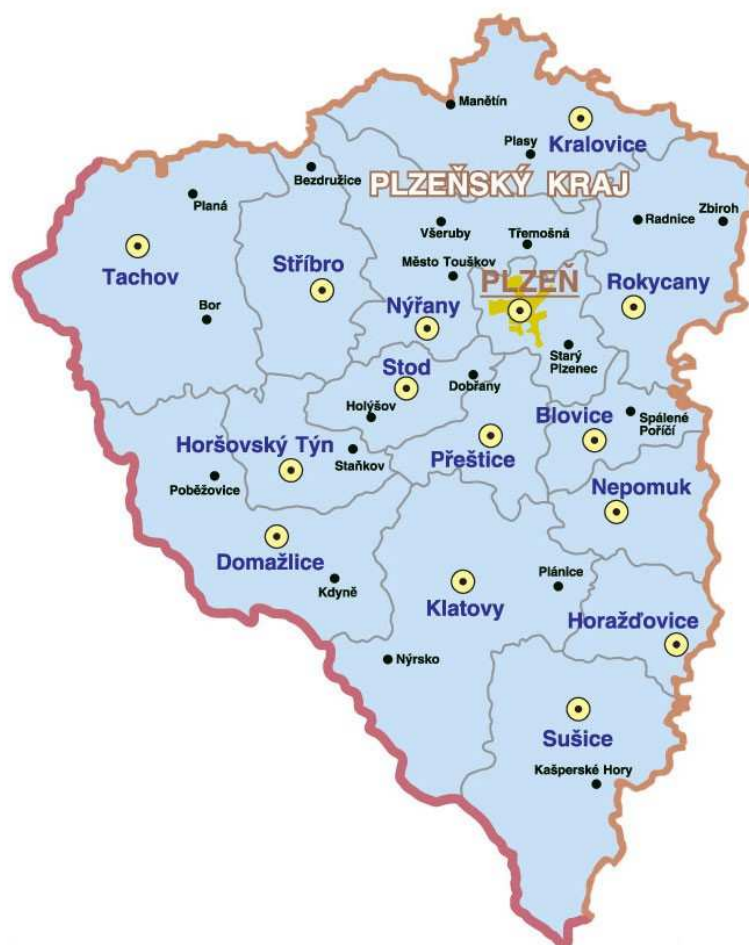 Manětín
Kralovice
Plasy
PLZEŇSKÝ KRAJ
Bezdružice
Planá
Radnice
Zbiroh
Všeruby
Třemošná
Tachov
Stříbro
Město Touškov
PLZEŇ
Rokycany
Bor
Nýřany
Starý
Plzenec
Stod
Dobřany
Holýšov
Blovice
Spálené
Poříčí
Horšovský Týn
Staňkov
Přeštice
Poběžovice
Nepomuk
Domažlice
Kdyně
Klatovy
Plánice
Horažďovice
Nýrsko
Sušice
Kašperské Hory